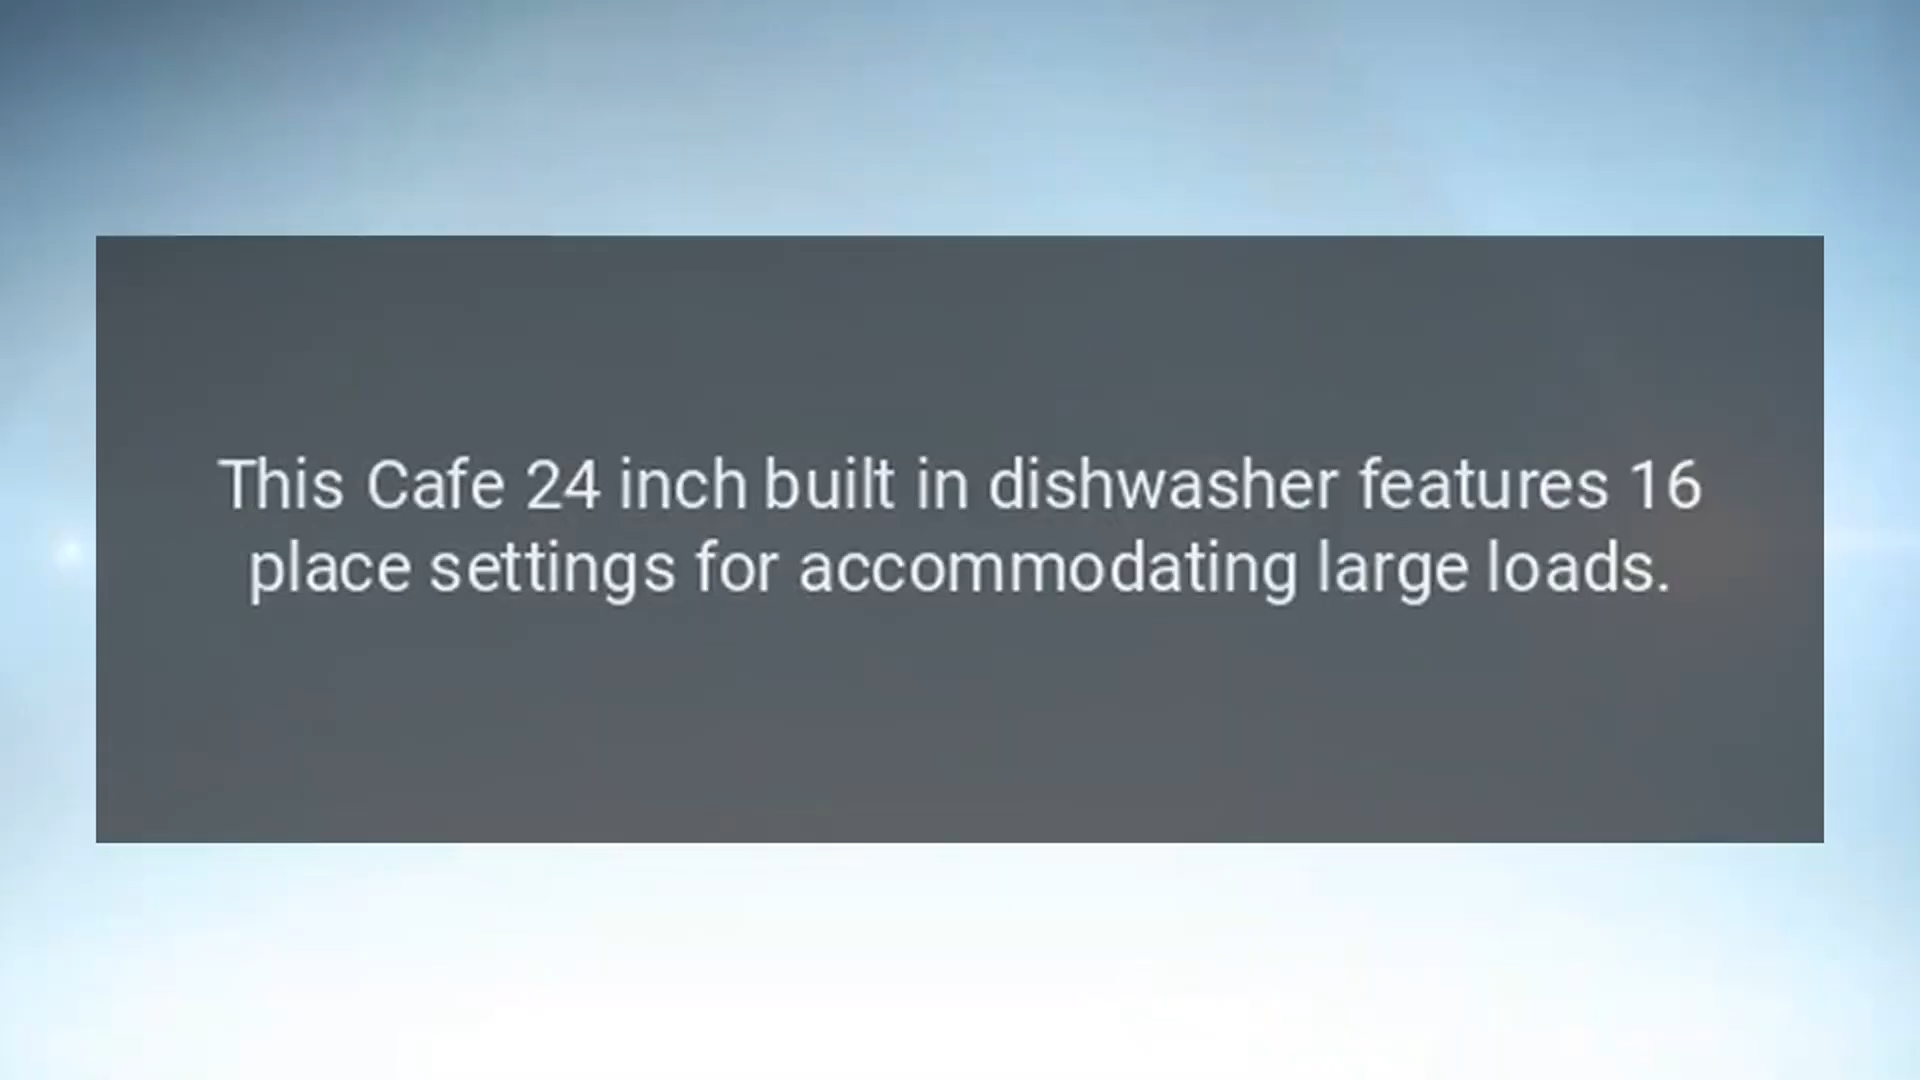 This Cafe 24 inch built in dishwasher features 16
place settings for accommodating large loads.